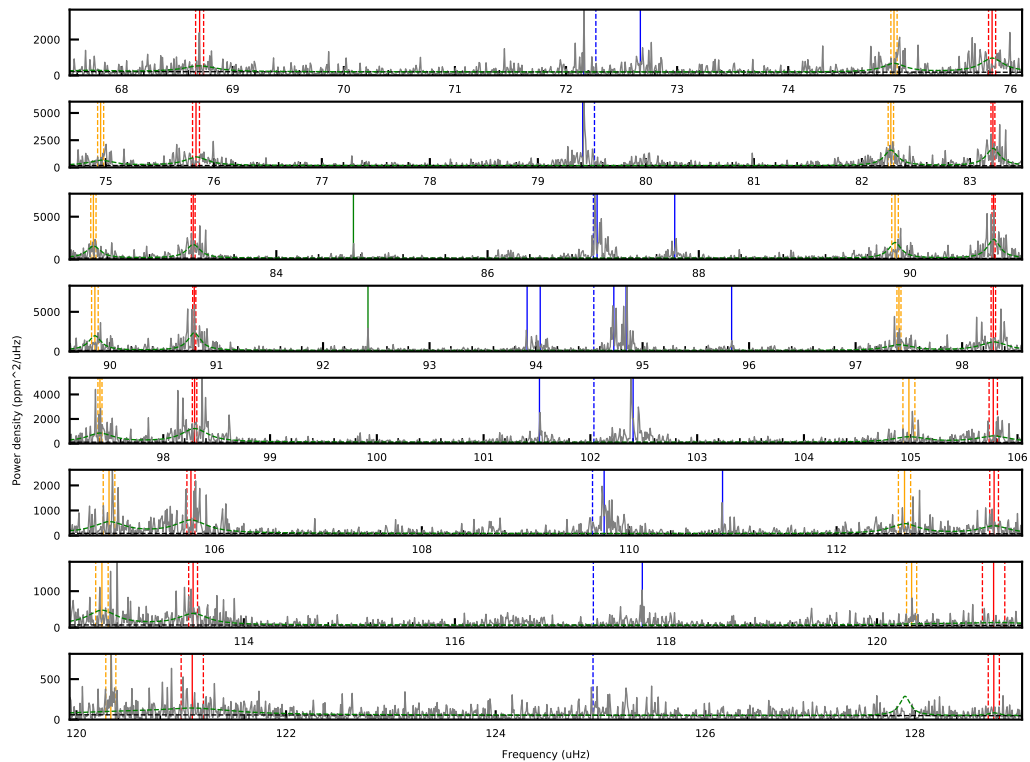 2000
0
68 69 70 71 72 73 74 75 76
5000
2500
0
75 76 77 78 79 80 81 82 83
5000
0
84 86 88 90
5000
0
90 91 92 93 94 95 96 97 98
4000
2000
0
98 99 100 101 102 103 104 105 106
2000
1000
0
106 108 110 112
1000
0
114 116 118 120
500
0
120 122 124 126 128
Power density (ppm^2/uHz)
Frequency (uHz)